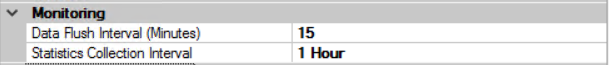 Monitoring
Data Flush Interval (Minutes) 15
Statistics Collection Interval 1 Hour